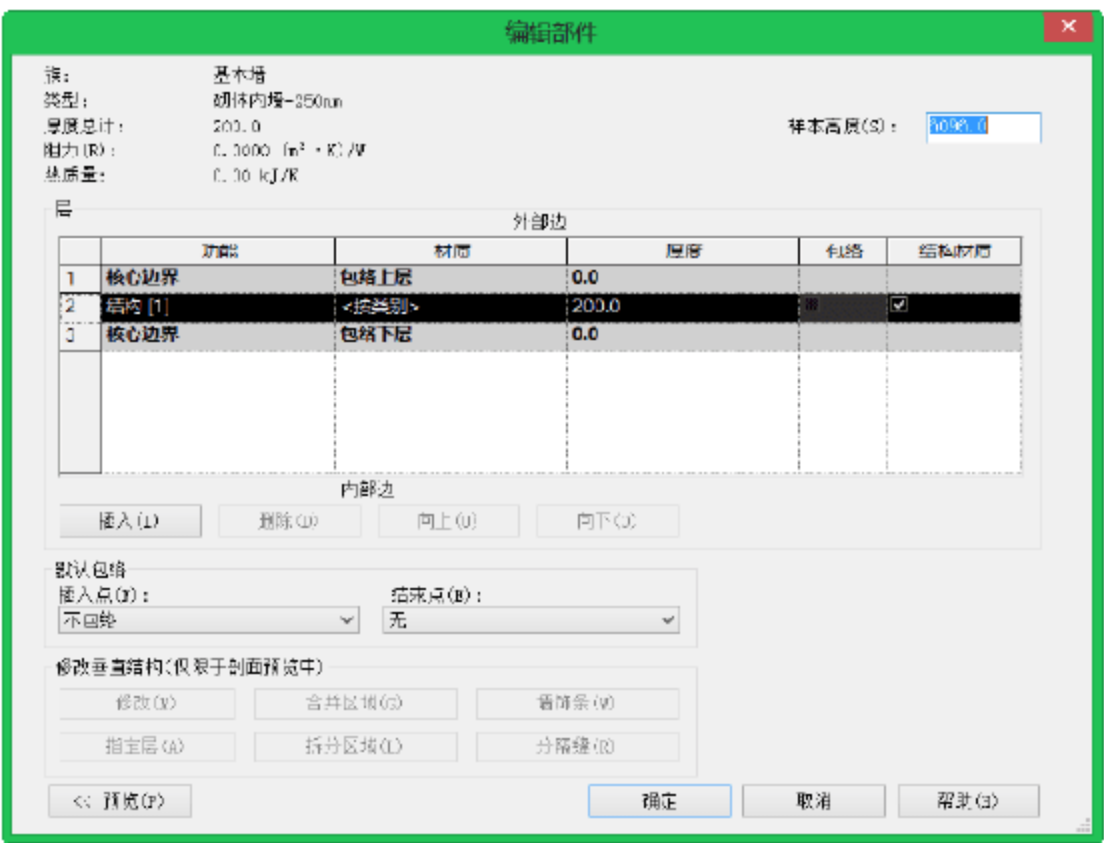 编辑部件
族: 基本墙
类型: 砌体内墙-250mm
厚度总计: 200.0 样本高度(S):
阻力(R): 0.0000 (m²·K)/W
热质量: 0.00 kJ/K
层
外部边
功能 材质 厚度 包络 结构材质
1 核心边界 包络上层 0.0
2 结构 [1] <按类别> 200.0
3 核心边界 包络下层 0.0
内部边
插入(I) 删除(D) 向上(U) 向下(O)
默认包络
插入点(N): 结束点(E):
不包络 无
修改垂直结构(仅限于剖面预览中)
修改(M) 合并区域(G) 墙饰条(W)
指定层(A) 拆分区域(L) 分隔缝(R)
<< 预览(P) 确定 取消 帮助(H)